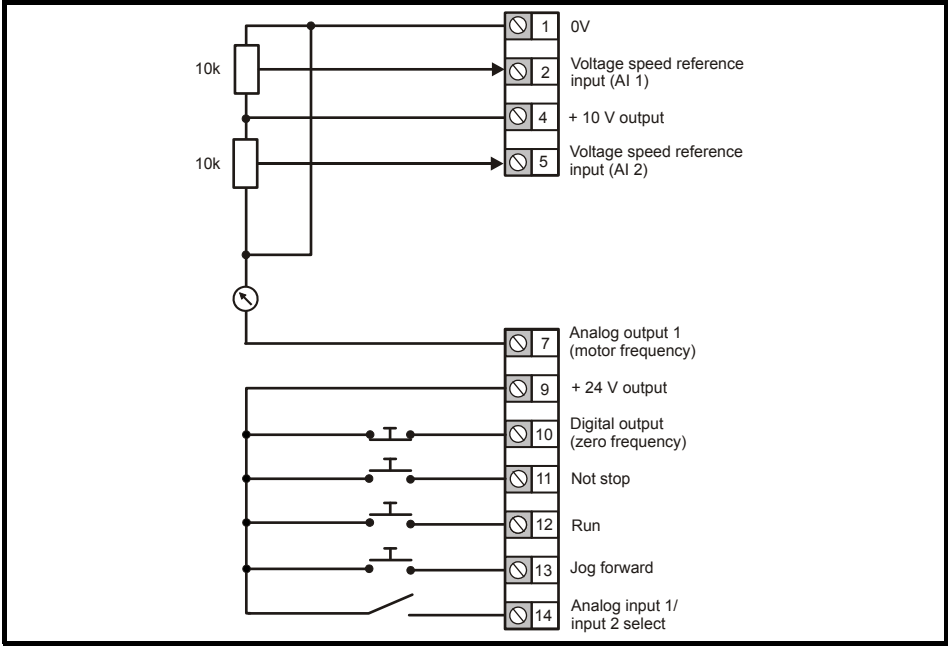 1 0V
10k
2 Voltage speed reference
input (AI 1)
4 + 10 V output
10k
5 Voltage speed reference
input (AI 2)
7 Analog output 1
(motor frequency)
9 + 24 V output
10 Digital output
(zero frequency)
11 Not stop
12 Run
13 Jog forward
14 Analog input 1/
input 2 select